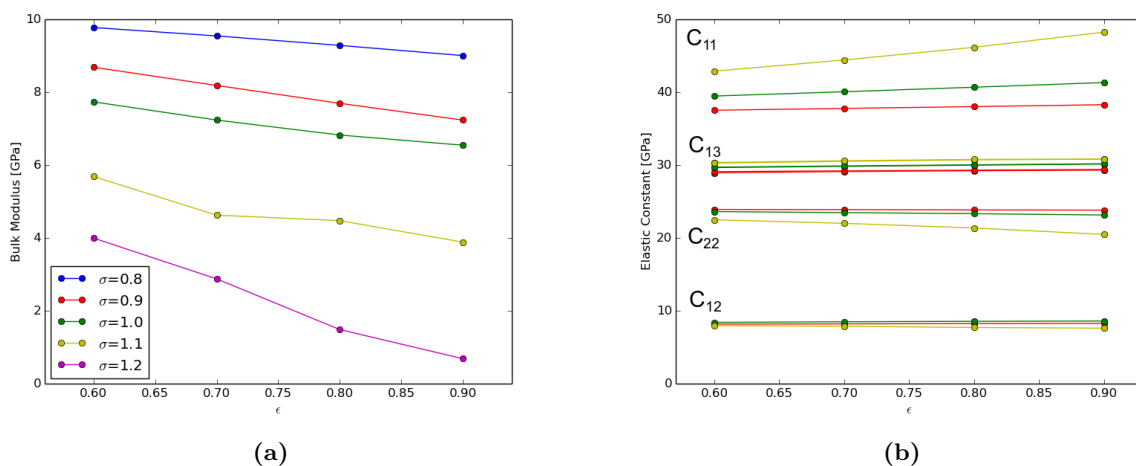 10
8
6
4
2
0
Bulk Modulus [GPa]
σ=0.8
σ=0.9
σ=1.0
σ=1.1
σ=1.2
0.60 0.65 0.70 0.75 0.80 0.85 0.90
ϵ
(a)
50
40
30
20
10
0
Elastic Constant [GPa]
C₁₁
C₁₃
C₂₂
C₁₂
0.60 0.65 0.70 0.75 0.80 0.85 0.90
ϵ
(b)